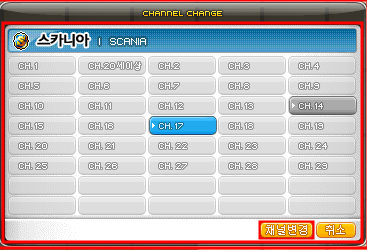 CHANNEL CHANGE
스카니아 | SCANIA
CH.1 CH.20세이상 CH.2 CH.3 CH.4
CH.5 CH.6 CH.7 CH.8 CH.9
CH.10 CH.11 CH.12 CH.13 CH.14
CH.15 CH.16 CH.17 CH.18 CH.19
CH. 20 CH. 21 CH. 22 CH. 23 CH. 24
CH. 25 CH. 26 CH. 27 CH. 28 CH. 29
채널변경 취소